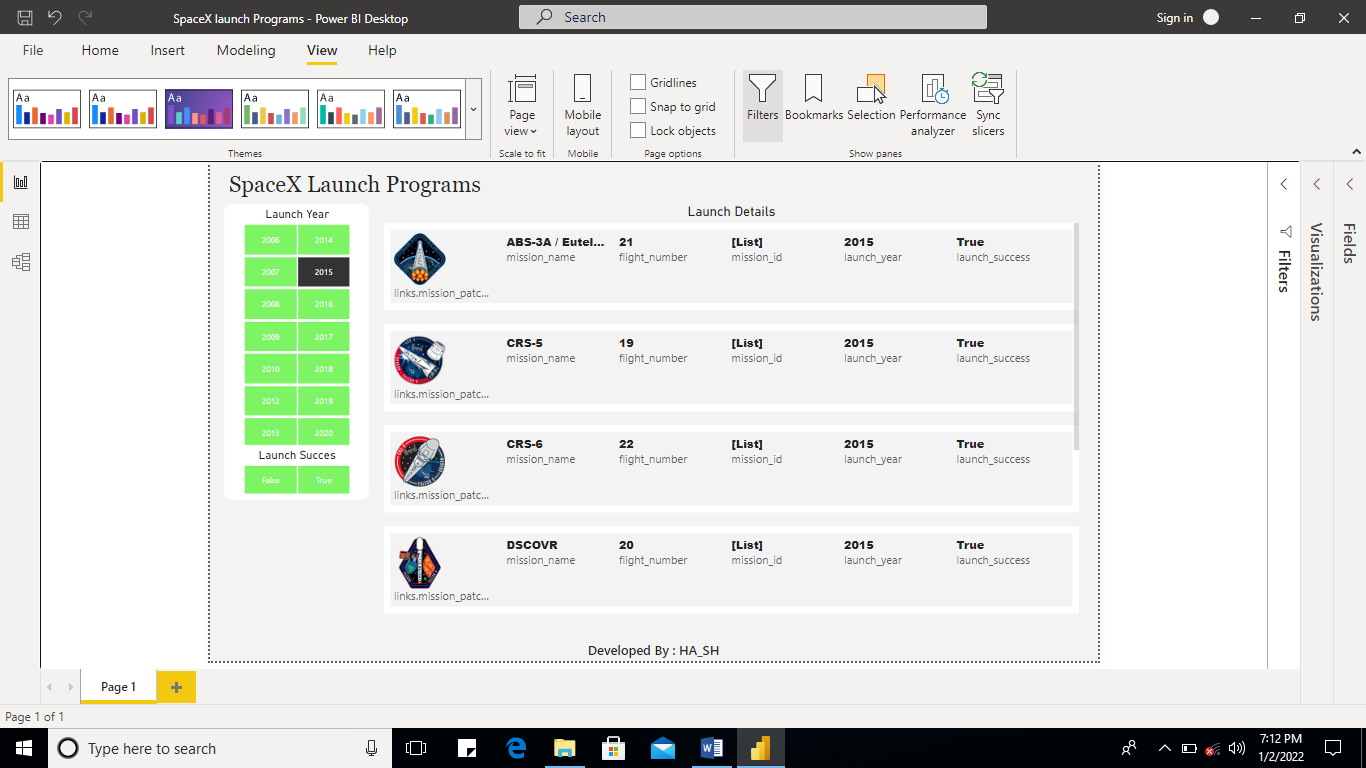 SpaceX launch Programs - Power BI Desktop
Search
Sign in
File Home Insert Modeling View Help
Aa Aa Aa Aa Aa Aa
Themes
Page view
Scale to fit
Mobile layout
Mobile
Gridlines
Snap to grid
Lock objects
Page options
Filters
Bookmarks
Selection
Performance analyzer
Sync slicers
Show panes
SpaceX Launch Programs
Launch Year
2006 2014
2007 2015
2008 2016
2009 2017
2010 2018
2012 2019
2013 2020
Launch Succes
False True
Launch Details
ABS-3A / Eutel... 21 [List] 2015 True
mission_name flight_number mission_id launch_year launch_success
links.mission_patc...
CRS-5 19 [List] 2015 True
mission_name flight_number mission_id launch_year launch_success
links.mission_patc...
CRS-6 22 [List] 2015 True
mission_name flight_number mission_id launch_year launch_success
links.mission_patc...
DSCOVR 20 [List] 2015 True
mission_name flight_number mission_id launch_year launch_success
links.mission_patc...
Developed By : HA_SH
Filters
Visualizations
Fields
Page 1
Page 1 of 1
Type here to search
7:12 PM
1/2/2022